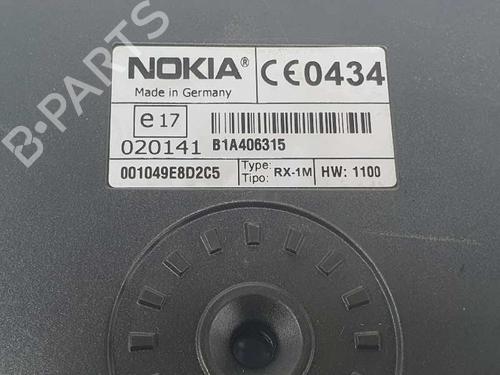 NOKIA® CE0434
Made in Germany
e17
020141 B1A406315
001049E8D2C5 Type: Tipo: RX-1M HW: 1100
B-PARTS